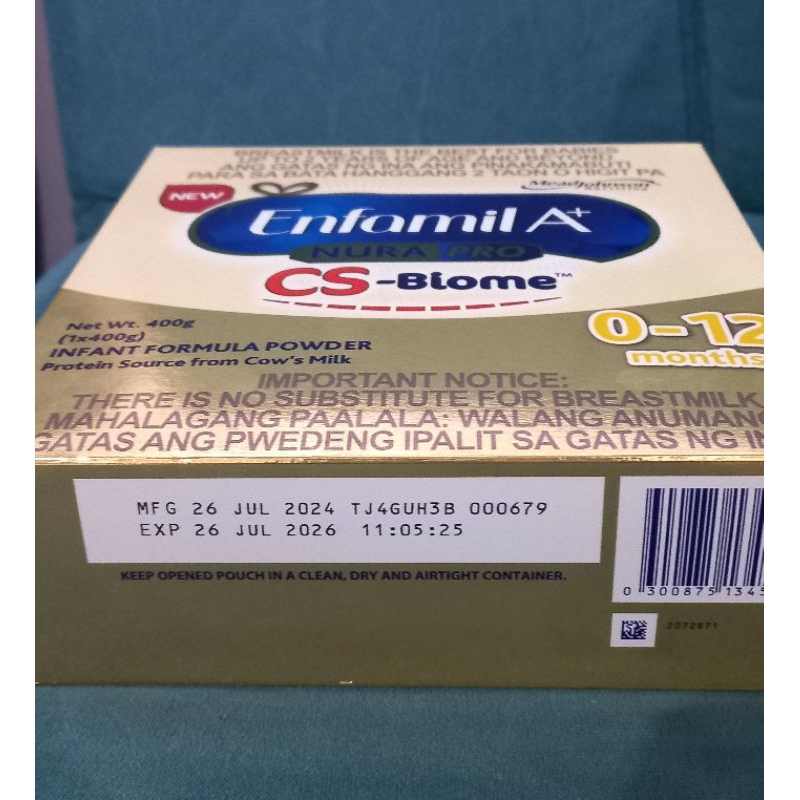 BREASTMILK IS THE BEST FOR BABIES
UP TO 2 YEARS OF AGE AND BEYOND
ANG GATAS NG INA ANG PINAKAMABUTI
PARA SA BATA HANGGANG 2 TAON O HIGIT PA
MeadJohnson
NEW
Enfamil A+
NURAPRO
CS-Biome™
Net Wt. 400g
(1x400g)
INFANT FORMULA POWDER
Protein Source from Cow's Milk
0-12
months
IMPORTANT NOTICE:
THERE IS NO SUBSTITUTE FOR BREASTMILK
MAHALAGANG PAALALA: WALANG ANUMANG
GATAS ANG PWEDENG IPALIT SA GATAS NG
MFG 26 JUL 2024 TJ4GUH3B 000679
EXP 26 JUL 2026 11:05:25
KEEP OPENED POUCH IN A CLEAN, DRY AND AIRTIGHT CONTAINER.
0 300875 1345
2072871